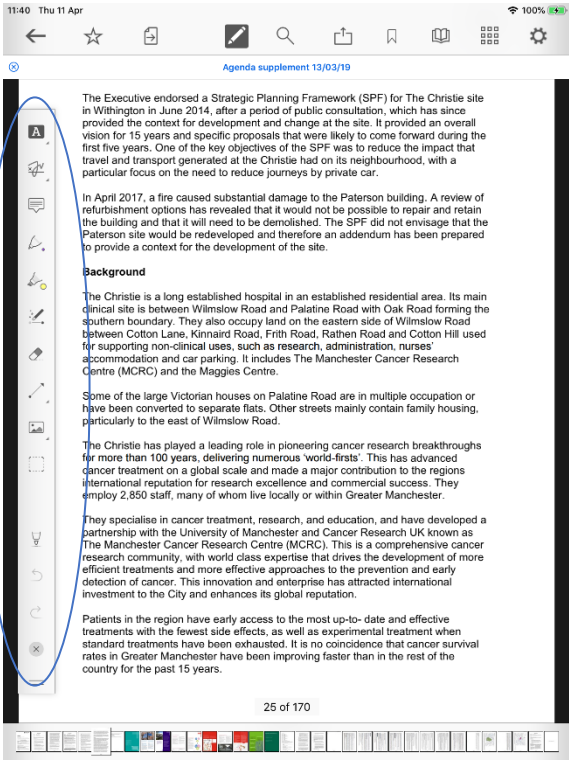 11:40 Thu 11 Apr
100%
Agenda supplement 13/03/19
A
The Executive endorsed a Strategic Planning Framework (SPF) for The Christie site
in Withington in June 2014, after a period of public consultation, which has since
provided the context for development and change at the site. It provided an overall
vision for 15 years and specific proposals that were likely to come forward during the
first five years. One of the key objectives of the SPF was to reduce the impact that
travel and transport generated at the Christie had on its neighbourhood, with a
particular focus on the need to reduce journeys by private car.
In April 2017, a fire caused substantial damage to the Paterson building. A review of
refurbishment options has revealed that it would not be possible to repair and retain
the building and that it will need to be demolished. The SPF did not envisage that the
Paterson site would be redeveloped and therefore an addendum has been prepared
to provide a context for the development of the site.
Background
The Christie is a long established hospital in an established residential area. Its main
clinical site is between Wilmslow Road and Palatine Road with Oak Road forming the
southern boundary. They also occupy land on the eastern side of Wilmslow Road
between Cotton Lane, Kinnaird Road, Frith Road, Rathen Road and Cotton Hill used
for supporting non-clinical uses, such as research, administration, nurses'
accommodation and car parking. It includes The Manchester Cancer Research
Centre (MCRC) and the Maggies Centre.
Some of the large Victorian houses on Palatine Road are in multiple occupation or
have been converted to separate flats. Other streets mainly contain family housing,
particularly to the east of Wilmslow Road.
The Christie has played a leading role in pioneering cancer research breakthroughs
for more than 100 years, delivering numerous 'world-firsts'. This has advanced
cancer treatment on a global scale and made a major contribution to the regions
international reputation for research excellence and commercial success. They
employ 2,850 staff, many of whom live locally or within Greater Manchester.
They specialise in cancer treatment, research, and education, and have developed a
partnership with the University of Manchester and Cancer Research UK known as
The Manchester Cancer Research Centre (MCRC). This is a comprehensive cancer
research community, with world class expertise that drives the development of more
efficient treatments and more effective approaches to the prevention and early
detection of cancer. This innovation and enterprise has attracted international
investment to the City and enhances its global reputation.
Patients in the region have early access to the most up-to- date and effective
treatments with the fewest side effects, as well as experimental treatment when
standard treatments have been exhausted. It is no coincidence that cancer survival
rates in Greater Manchester have been improving faster than in the rest of the
country for the past 15 years.
25 of 170